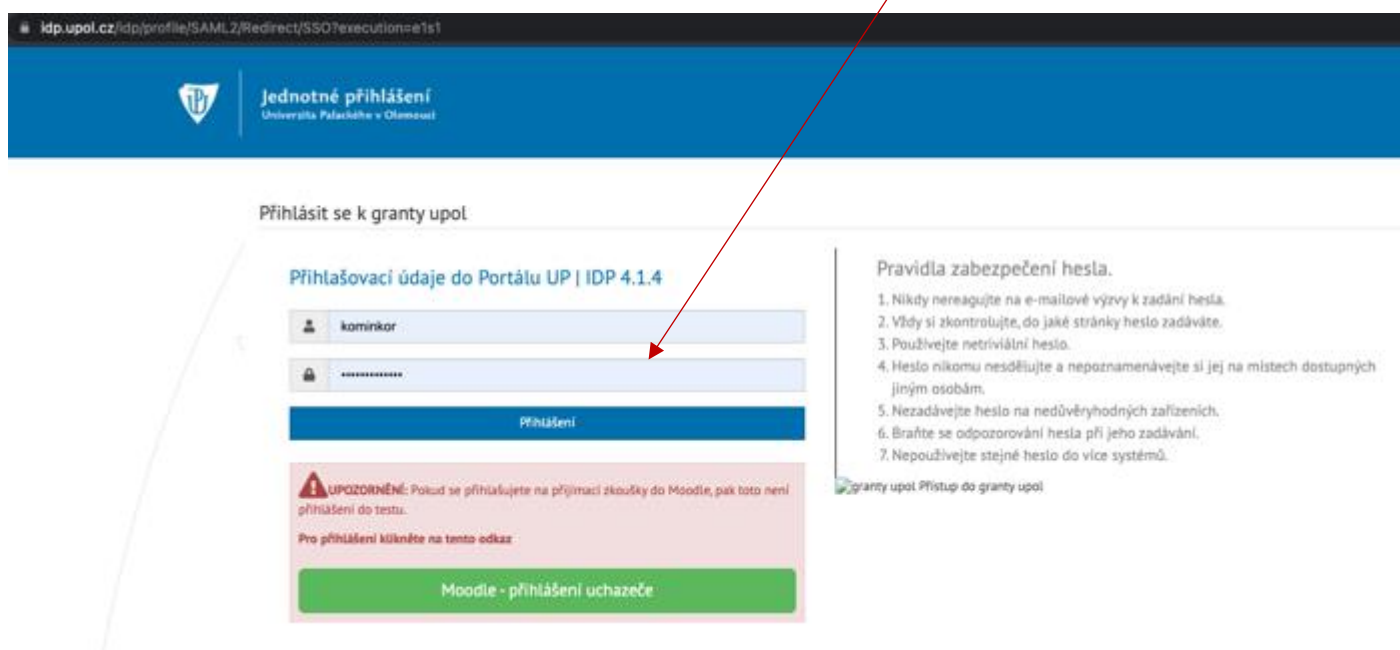 idp.upol.cz/idp/profile/SAML2/Redirect/SSO?execution=e1s1
Jednotné přihlášení
Univerzita Palackého v Olomouci
Přihlásit se k granty upol
Přihlašovací údaje do Portálu UP | IDP 4.1.4
kominkor
•••••••••••••
Přihlášení
UPOZORNĚNÍ: Pokud se přihlašujete na přijímací zkoušky do Moodle, pak toto není
přihlášení do testu.
Pro přihlášení klikněte na tento odkaz
Moodle - přihlášení uchazeče
Pravidla zabezpečení hesla.
1. Nikdy nereagujte na e-mailové výzvy k zadání hesla.
2. Vždy si zkontrolujte, do jaké stránky heslo zadáváte.
3. Používejte netriviální heslo.
4. Heslo nikomu nesdělujte a nepoznamenávejte si jej na místech dostupných
jiným osobám.
5. Nezadávejte heslo na nedůvěryhodných zařízeních.
6. Braňte se odpozorování hesla při jeho zadávání.
7. Nepoužívejte stejné heslo do více systémů.
granty upol Přístup do granty upol